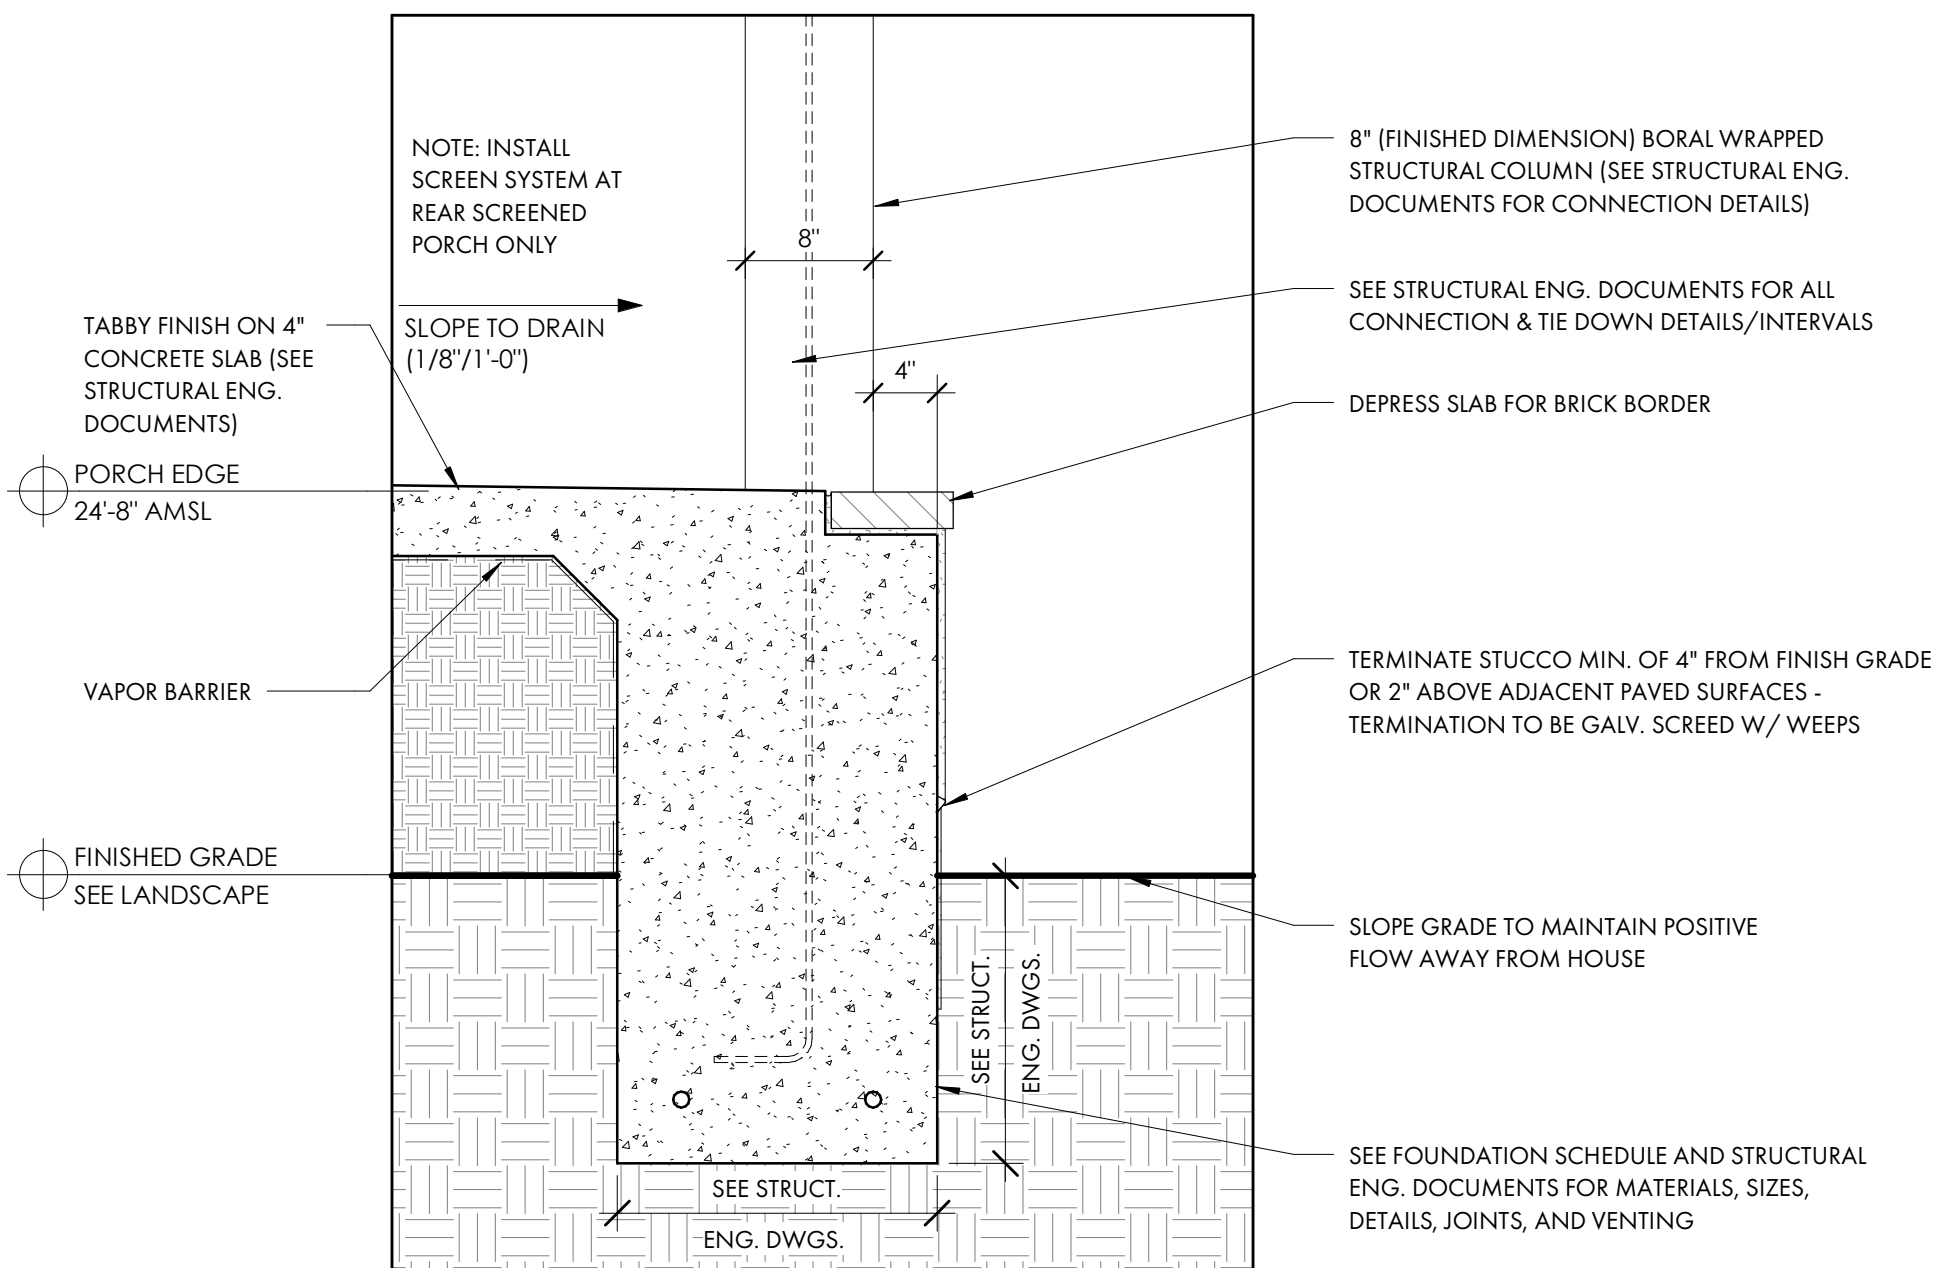 NOTE: INSTALL
SCREEN SYSTEM AT
REAR SCREENED
PORCH ONLY
8"
SLOPE TO DRAIN
(1/8"/1'-0")
4"
TABBY FINISH ON 4"
CONCRETE SLAB (SEE
STRUCTURAL ENG.
DOCUMENTS)
PORCH EDGE
24'-8" AMSL
VAPOR BARRIER
FINISHED GRADE
SEE LANDSCAPE
8" (FINISHED DIMENSION) BORAL WRAPPED
STRUCTURAL COLUMN (SEE STRUCTURAL ENG.
DOCUMENTS FOR CONNECTION DETAILS)
SEE STRUCTURAL ENG. DOCUMENTS FOR ALL
CONNECTION & TIE DOWN DETAILS/INTERVALS
DEPRESS SLAB FOR BRICK BORDER
TERMINATE STUCCO MIN. OF 4" FROM FINISH GRADE
OR 2" ABOVE ADJACENT PAVED SURFACES -
TERMINATION TO BE GALV. SCREED W/ WEEPS
SLOPE GRADE TO MAINTAIN POSITIVE
FLOW AWAY FROM HOUSE
SEE STRUCT.
ENG. DWGS.
SEE FOUNDATION SCHEDULE AND STRUCTURAL
ENG. DOCUMENTS FOR MATERIALS, SIZES,
DETAILS, JOINTS, AND VENTING
SEE STRUCT.
ENG. DWGS.